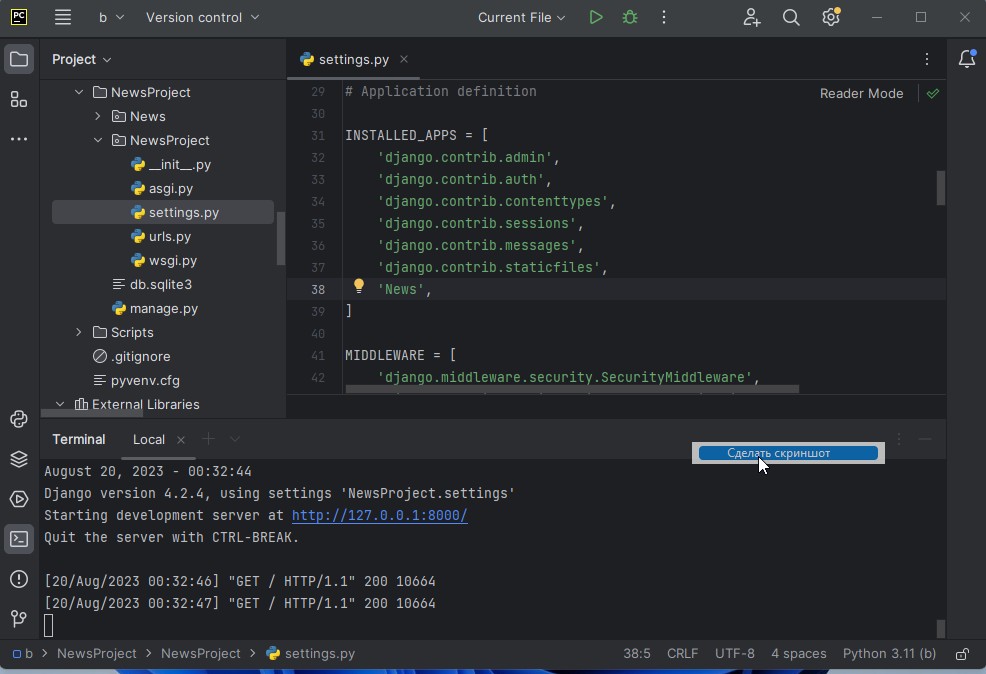 PC
b
Version control
Current File
Project
settings.py
NewsProject
News
NewsProject
__init__.py
asgi.py
settings.py
urls.py
wsgi.py
db.sqlite3
manage.py
Scripts
.gitignore
pyvenv.cfg
External Libraries
Reader Mode
29 # Application definition
30
31 INSTALLED_APPS = [
32 'django.contrib.admin',
33 'django.contrib.auth',
34 'django.contrib.contenttypes',
35 'django.contrib.sessions',
36 'django.contrib.messages',
37 'django.contrib.staticfiles',
38 'News',
39 ]
40
41 MIDDLEWARE = [
42 'django.middleware.security.SecurityMiddleware',
Terminal
Local
Сделать скриншот
August 20, 2023 - 00:32:44
Django version 4.2.4, using settings 'NewsProject.settings'
Starting development server at http://127.0.0.1:8000/
Quit the server with CTRL-BREAK.
[20/Aug/2023 00:32:46] "GET / HTTP/1.1" 200 10664
[20/Aug/2023 00:32:47] "GET / HTTP/1.1" 200 10664
b > NewsProject > NewsProject > settings.py
38:5 CRLF UTF-8 4 spaces Python 3.11 (b)